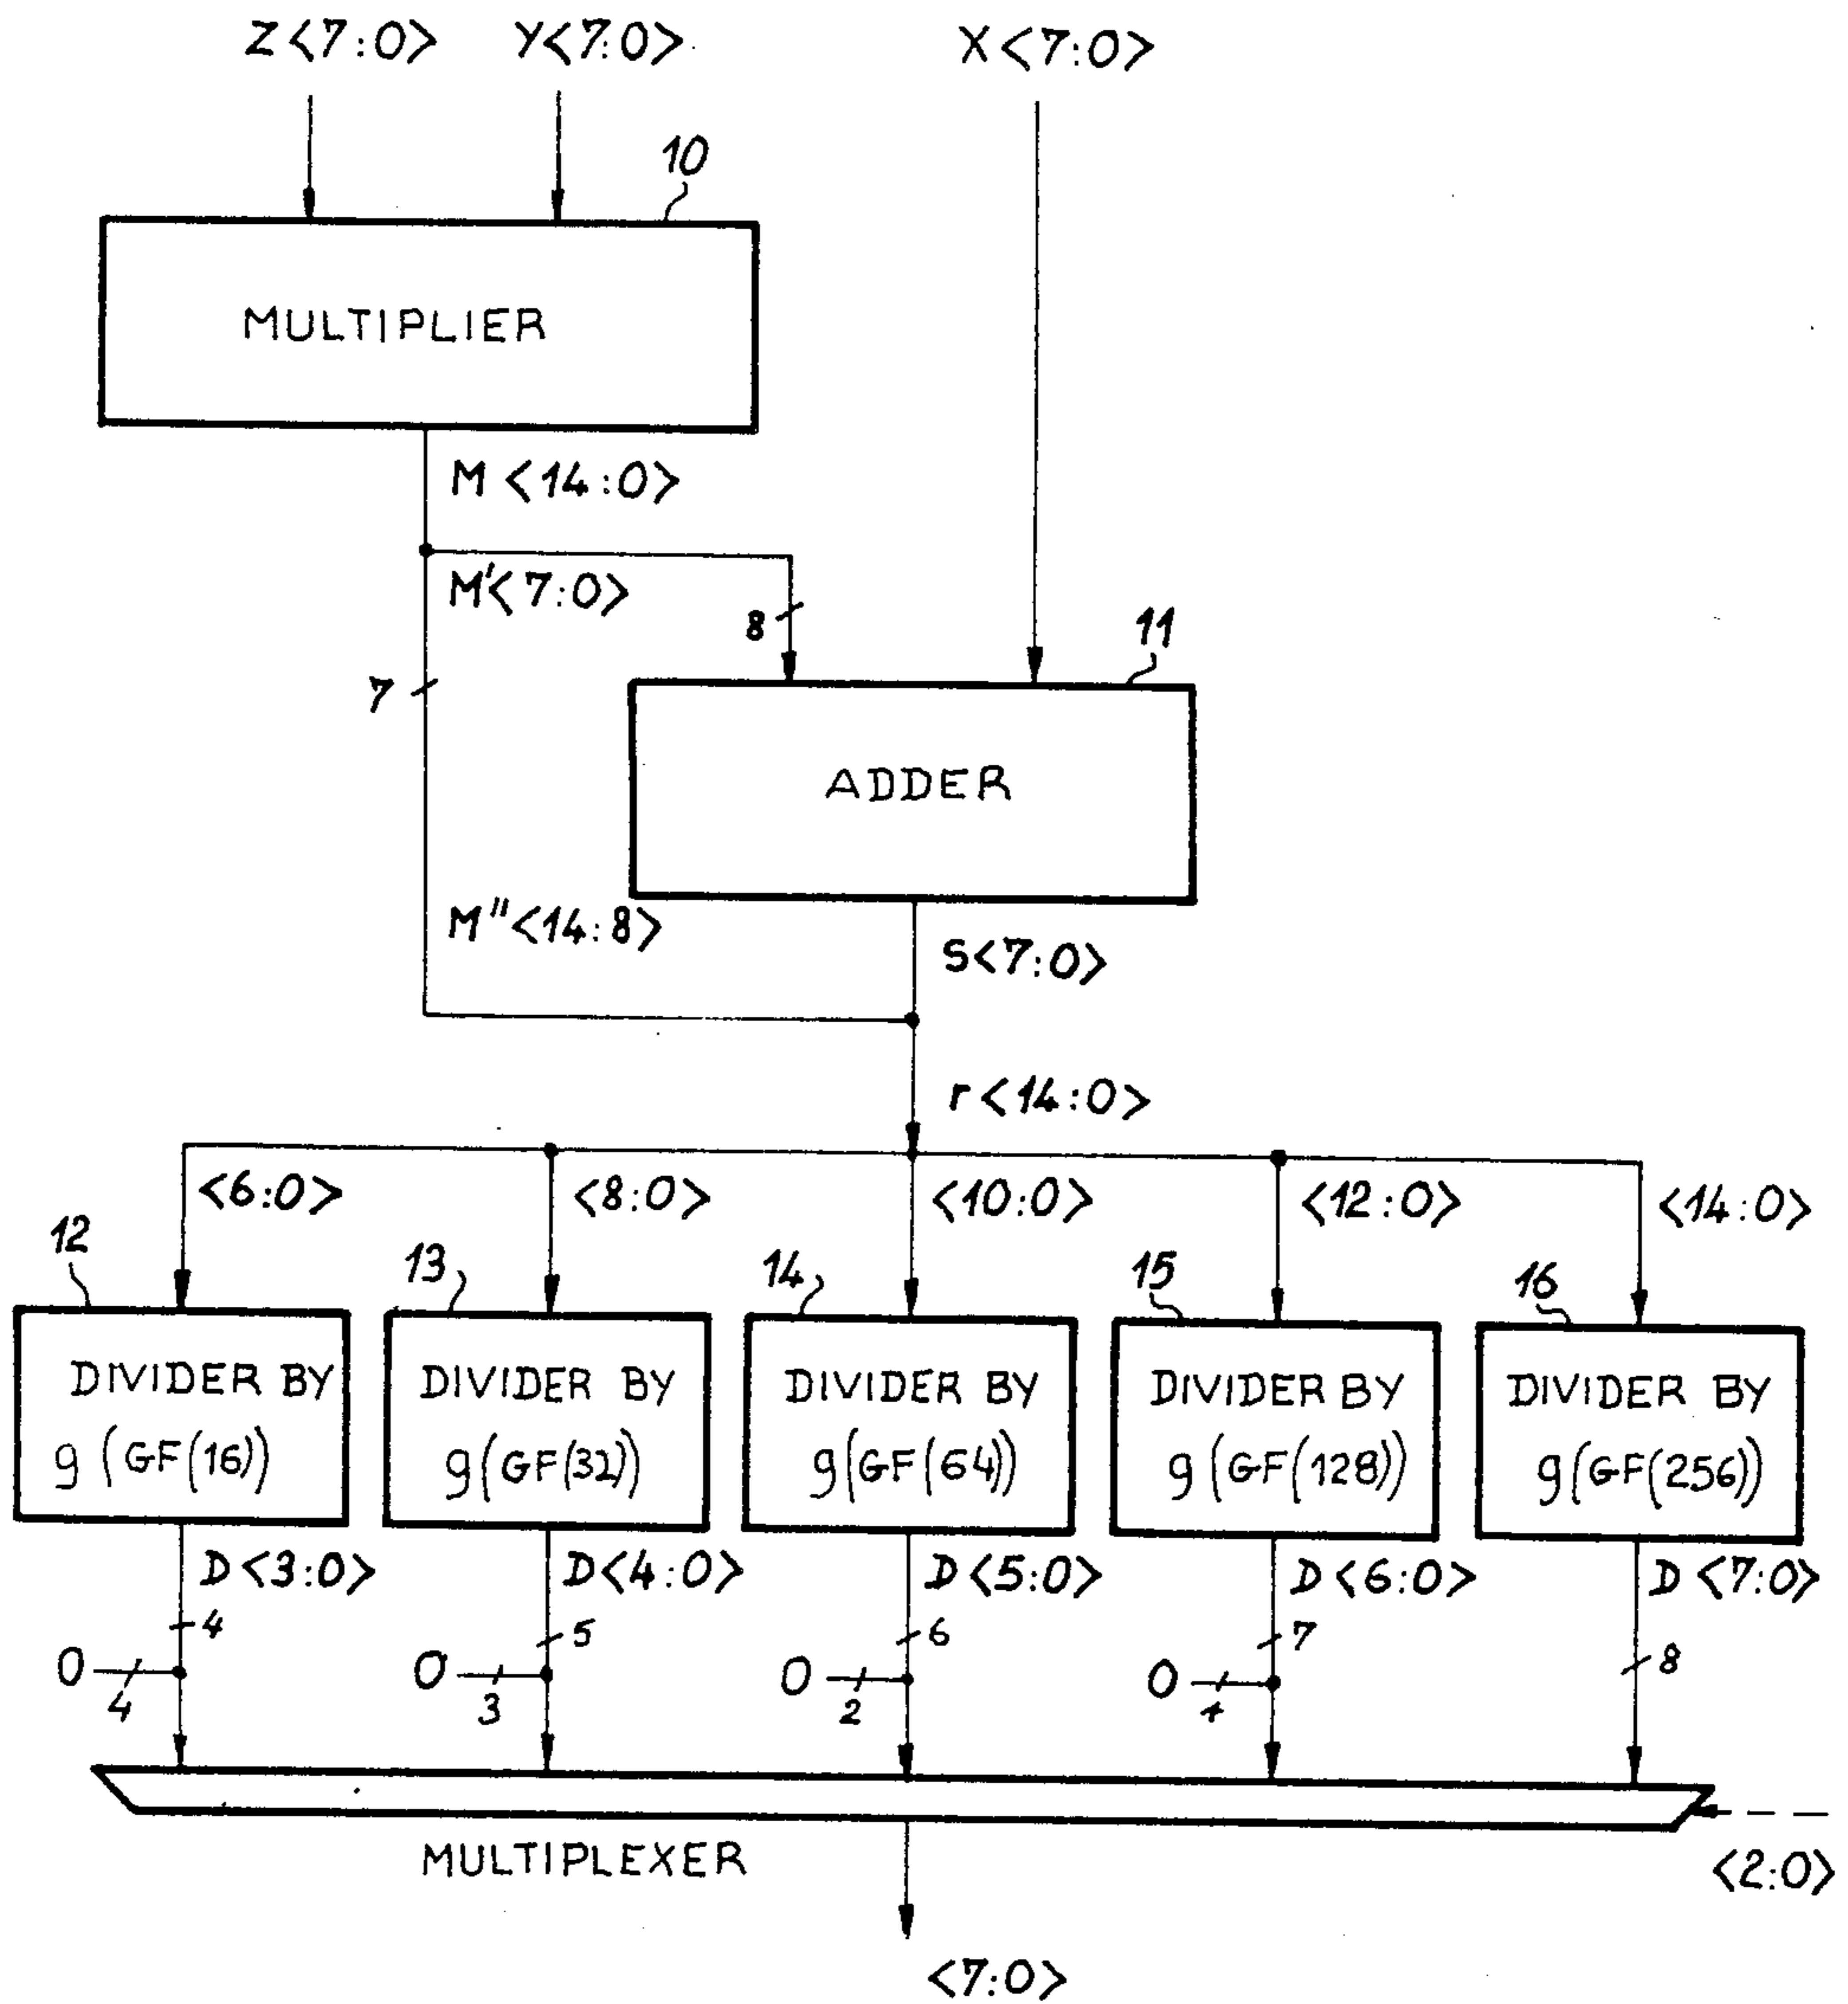 Z<7:0> Y<7:0> X<7:0>
10
MULTIPLIER
M<14:0>
M'<7:0>
8
11
7
ADDER
M"<14:8>
S<7:0>
r<14:0>
<6:0> <8:0> <10:0> <12:0> <14:0>
12 13 14 15 16
DIVIDER BY DIVIDER BY DIVIDER BY DIVIDER BY DIVIDER BY
g(GF(16)) g(GF(32)) g(GF(64)) g(GF(128)) g(GF(256))
D<3:0> D<4:0> D<5:0> D<6:0> D<7:0>
4 5 6 7 8
0 0 0 0
4 3 2
MULTIPLEXER
<2:0>
<7:0>